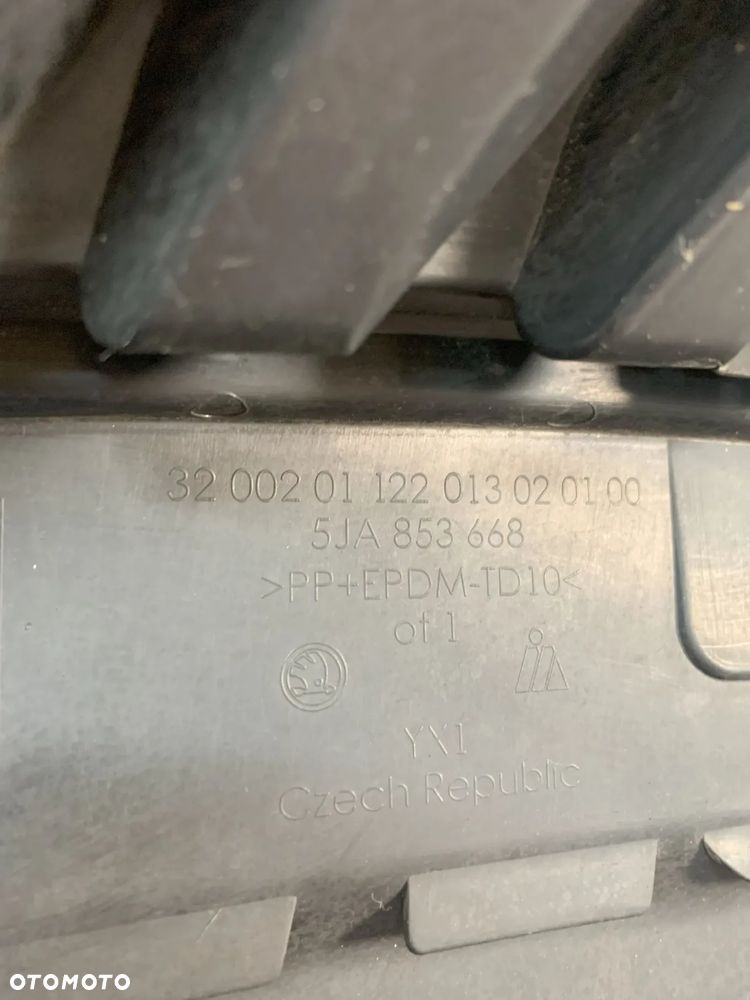 32 002 01 122 013 02 01 00
5JA 853 668
>PP+EPDM-TD10<
of 1
YX1
Czech Republic
OTOMOTO